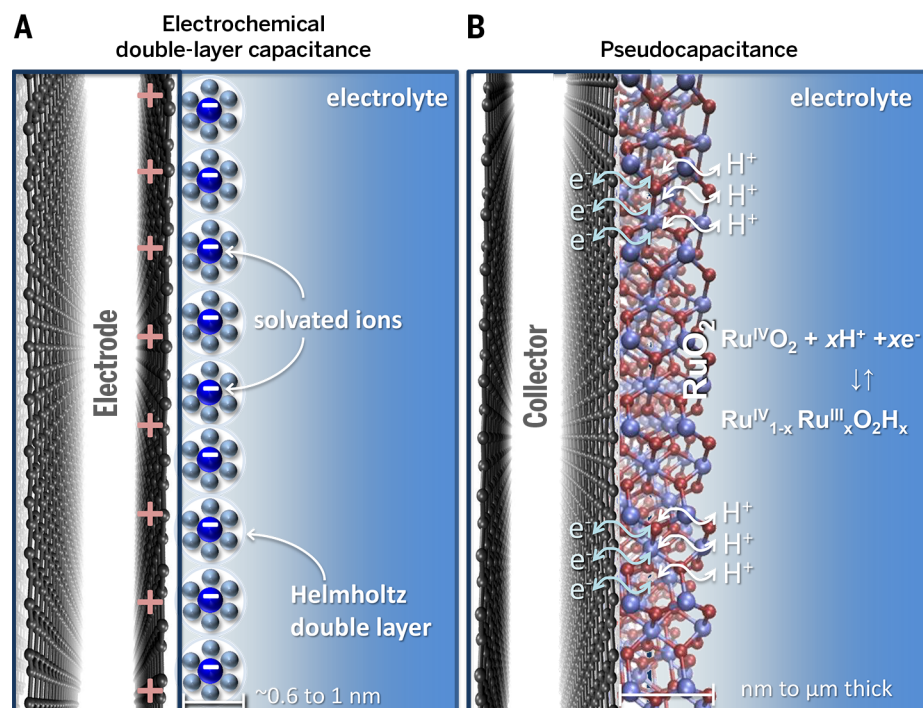 A
Electrochemical
double-layer capacitance
electrolyte
+
+
+
+
+
+
+
+
Electrode
solvated ions
Helmholtz
double layer
~0.6 to 1 nm
B
Pseudocapacitance
electrolyte
e⁻ H⁺
e⁻ H⁺
e⁻ H⁺
Collector
RuO₂
RuᴵⱽO₂ + xH⁺ +xe⁻
↓↑
Ruᴵⱽ₁₋ₓ RuᴵᴵᴵₓO₂Hₓ
e⁻ H⁺
e⁻ H⁺
e⁻ H⁺
nm to μm thick